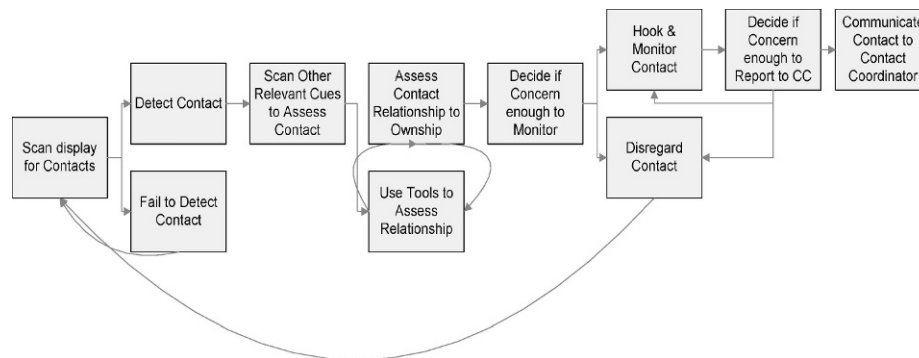 Scan display
for Contacts
Detect Contact
Fail to Detect
Contact
Scan Other
Relevant Cues
to Assess
Contact
Assess
Contact
Relationship to
Ownship
Use Tools to
Assess
Relationship
Decide if
Concern
enough to
Monitor
Hook &
Monitor
Contact
Disregard
Contact
Decide if
Concern
enough to
Report to CC
Communicate
Contact to
Contact
Coordinator